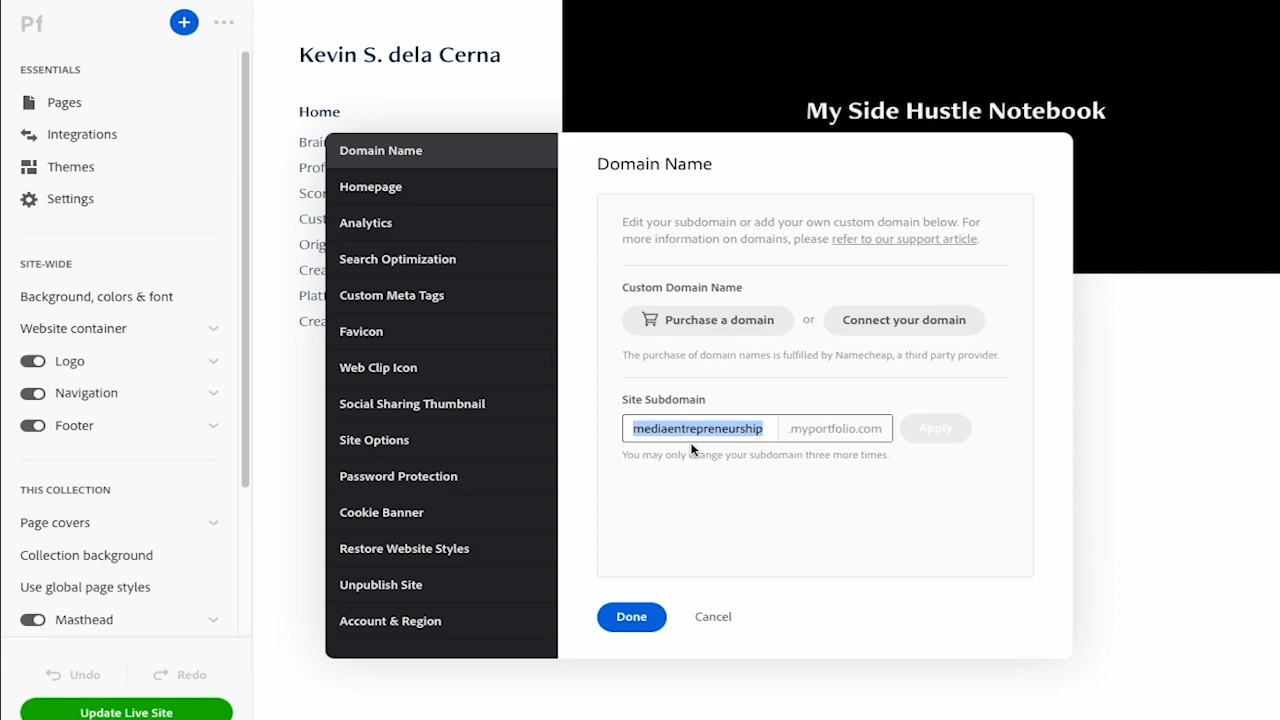 Pf
ESSENTIALS
Pages
Integrations
Themes
Settings
SITE-WIDE
Background, colors & font
Website container
Logo
Navigation
Footer
THIS COLLECTION
Page covers
Collection background
Use global page styles
Masthead
Undo
Redo
Update Live Site
Kevin S. dela Cerna
Home
My Side Hustle Notebook
Domain Name
Homepage
Analytics
Search Optimization
Custom Meta Tags
Favicon
Web Clip Icon
Social Sharing Thumbnail
Site Options
Password Protection
Cookie Banner
Restore Website Styles
Unpublish Site
Account & Region
Domain Name
Edit your subdomain or add your own custom domain below. For
more information on domains, please refer to our support article.
Custom Domain Name
Purchase a domain or Connect your domain
The purchase of domain names is fulfilled by Namecheap, a third party provider.
Site Subdomain
mediaentrepreneurship .myportfolio.com Apply
You may only change your subdomain three more times.
Done Cancel